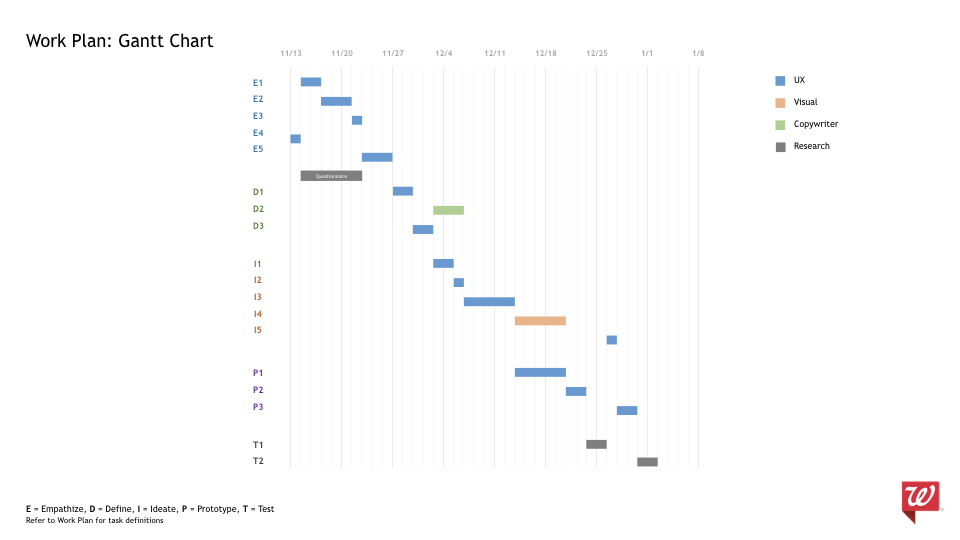 Work Plan: Gantt Chart
11/13 11/20 11/27 12/4 12/11 12/18 12/25 1/1 1/8
E1
E2
E3
E4
E5
Questionnaire
D1
D2
D3
I1
I2
I3
I4
I5
P1
P2
P3
T1
T2
UX
Visual
Copywriter
Research
E = Empathize, D = Define, I = Ideate, P = Prototype, T = Test
Refer to Work Plan for task definitions
W
®